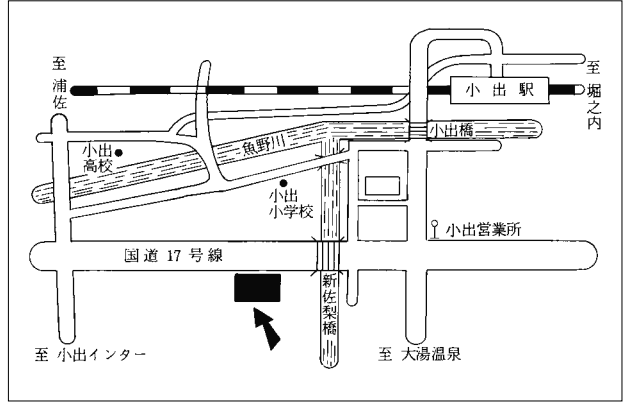 至
浦佐
小出駅
至
堀之内
小出橋
魚野川
小出
高校
小出
小学校
小出営業所
国道 17 号線
新佐梨橋
至 小出インター
至 大湯温泉